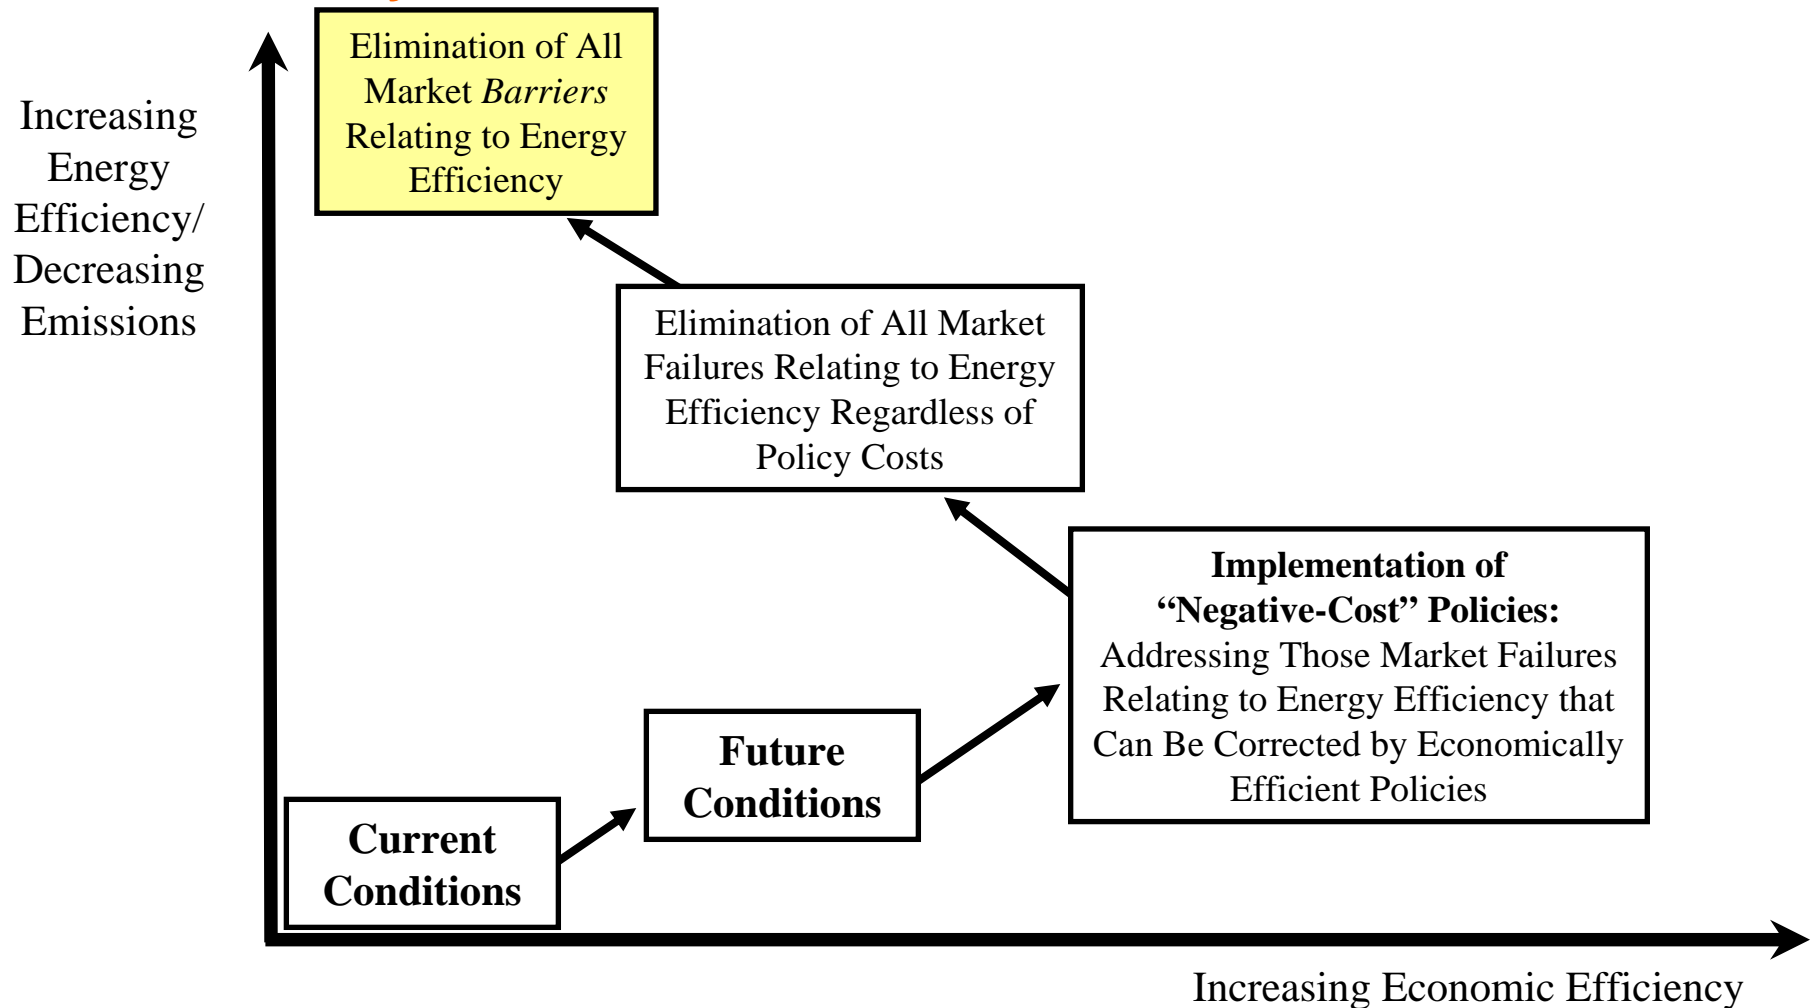 Elimination of All
Market Barriers
Relating to Energy
Efficiency
Increasing
Energy
Efficiency/
Decreasing
Emissions
Elimination of All Market
Failures Relating to Energy
Efficiency Regardless of
Policy Costs
Implementation of
“Negative-Cost” Policies:
Addressing Those Market Failures
Relating to Energy Efficiency that
Can Be Corrected by Economically
Efficient Policies
Future
Conditions
Current
Conditions
Increasing Economic Efficiency